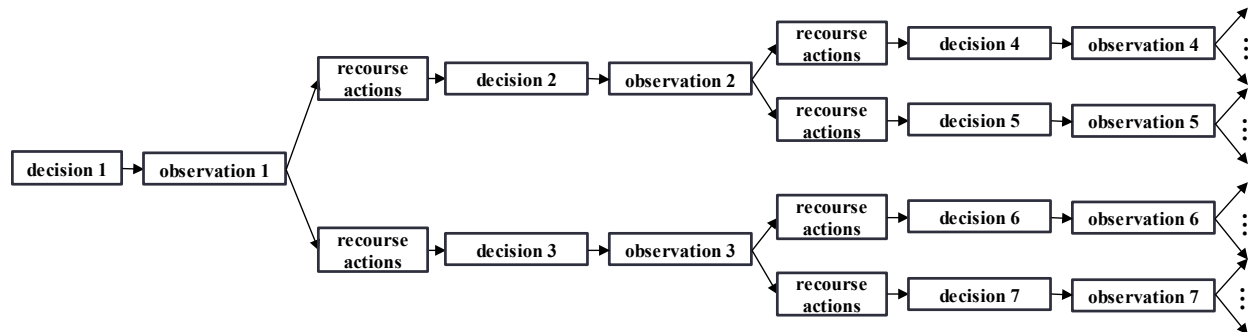 decision 1
observation 1
recourse
actions
decision 2
observation 2
recourse
actions
decision 4
observation 4
recourse
actions
decision 5
observation 5
recourse
actions
decision 3
observation 3
recourse
actions
decision 6
observation 6
recourse
actions
decision 7
observation 7